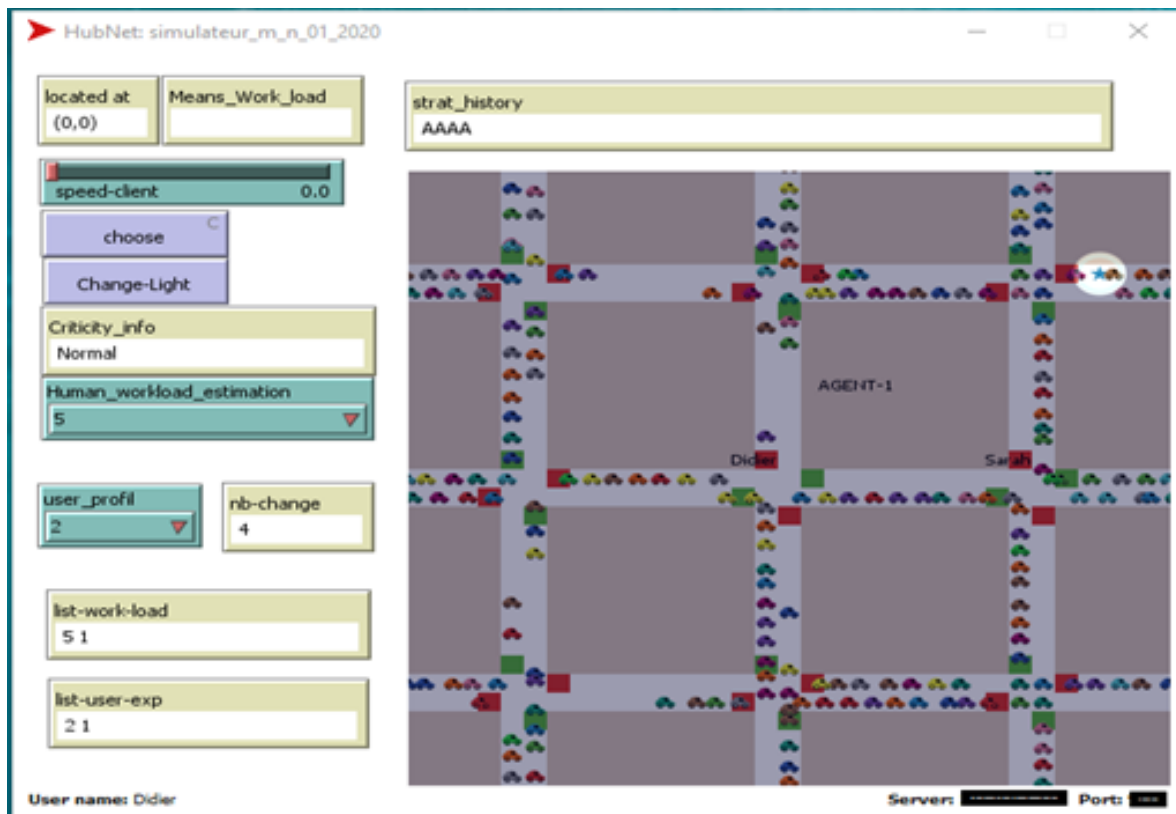 HubNet: simulateur_m_n_01_2020
located at
(0,0)
Means_Work_load
strat_history
AAAA
speed-client 0.0
choose C
Change-Light
Criticity_info
Normal
Human_workload_estimation
5
AGENT-1
Didier
Sarah
user_profil
2
nb-change
4
list-work-load
5 1
list-user-exp
2 1
User name: Didier
Server:
Port: